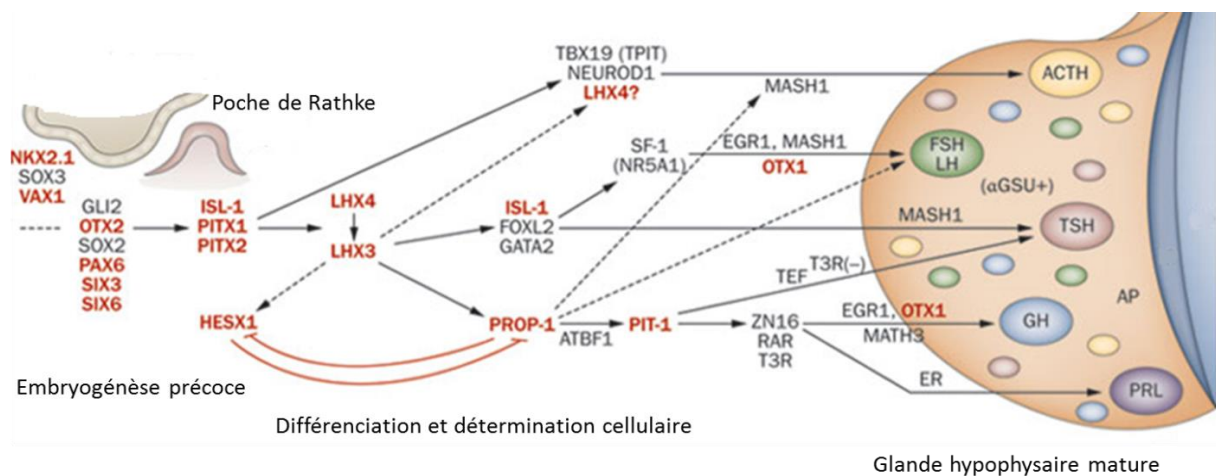 Poche de Rathke
NKX2.1
SOX3
VAX1
GLI2
OTX2
SOX2
PAX6
SIX3
SIX6
ISL-1
PITX1
PITX2
LHX4
LHX3
HESX1
TBX19 (TPIT)
NEUROD1
LHX4?
MASH1
SF-1
(NR5A1)
EGR1, MASH1
OTX1
ISL-1
FOXL2
GATA2
MASH1
TEF
T3R(–)
PROP-1
ATBF1
PIT-1
ZN16
RAR
T3R
EGR1, OTX1
MATH3
ER
ACTH
FSH
LH
(αGSU+)
TSH
AP
GH
PRL
Embryogénèse précoce
Différenciation et détermination cellulaire
Glande hypophysaire mature